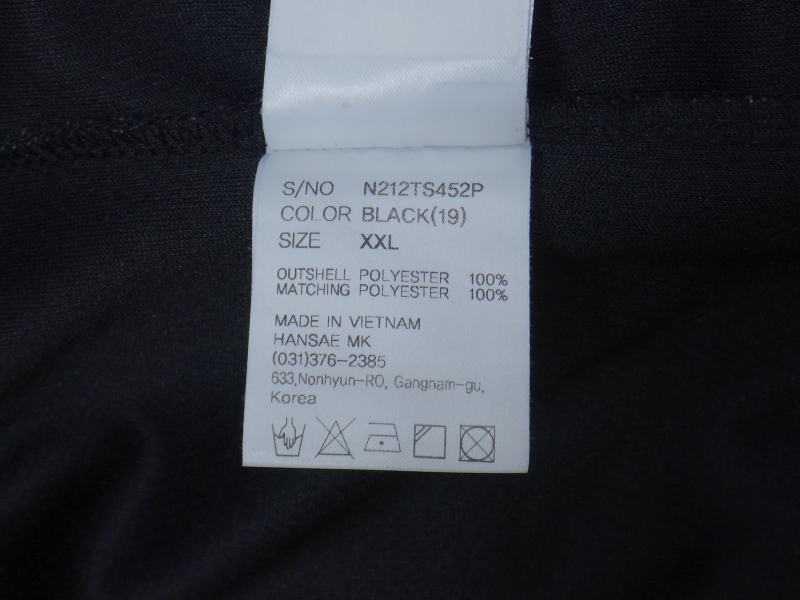 S/NO N212TS452P
COLOR BLACK(19)
SIZE XXL
OUTSHELL POLYESTER 100%
MATCHING POLYESTER 100%
MADE IN VIETNAM
HANSAE MK
(031)376-2385
633,Nonhyun-RO, Gangnam-gu,
Korea